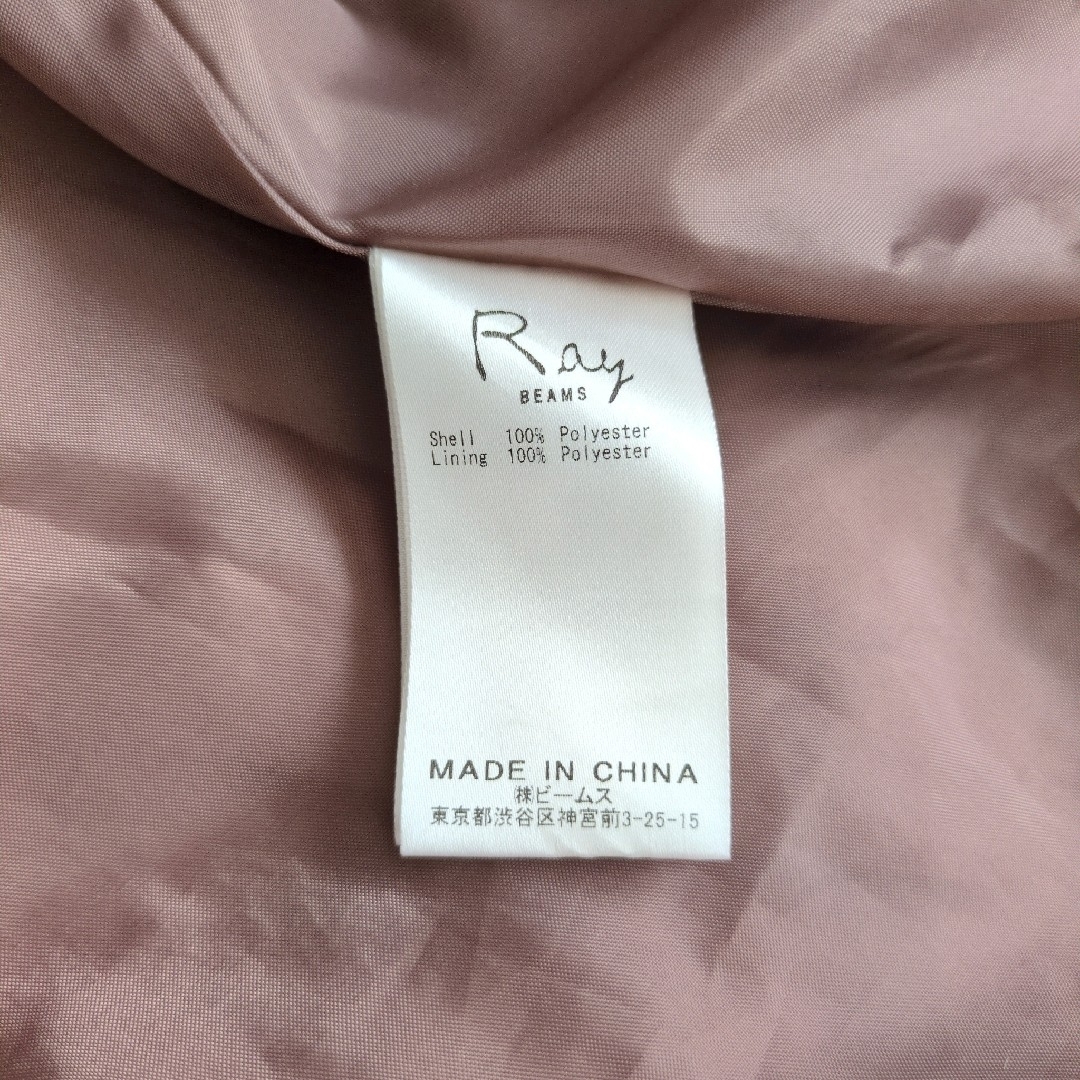 Ray
BEAMS
Shell 100% Polyester
Lining 100% Polyester
MADE IN CHINA
㈱ビームス
東京都渋谷区神宮前3-25-15